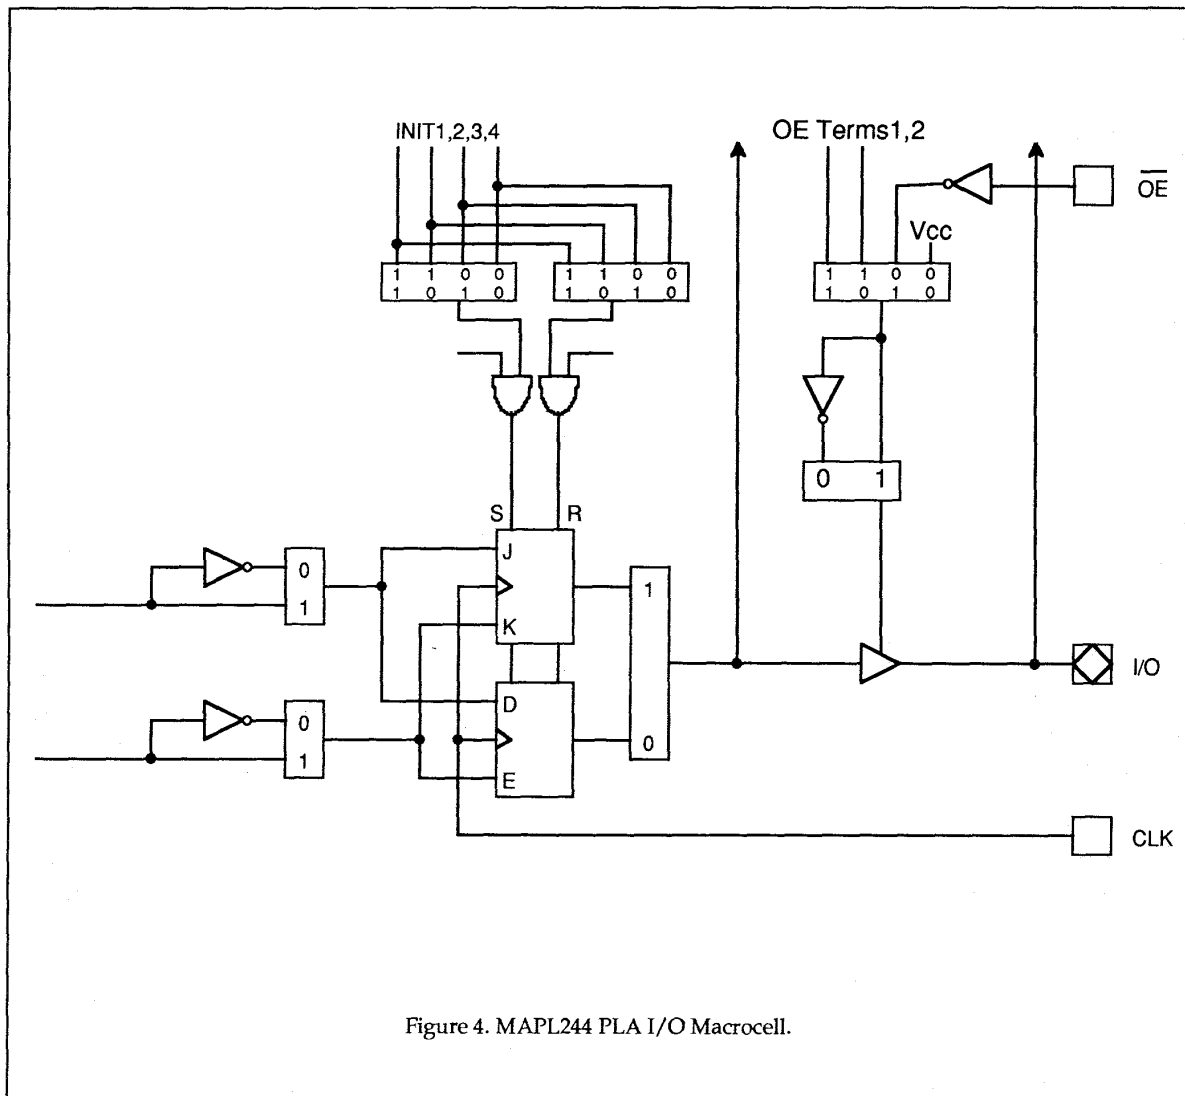 INIT1,2,3,4
OE Terms1,2
OE
Vcc
1 1 0 0
1 0 1 0
1 1 0 0
1 0 1 0
1 1 0 0
1 0 1 0
0 1
S R
J
K
0
1
1
0
D
E
0
1
I/O
CLK
Figure 4. MAPL244 PLA I/O Macrocell.